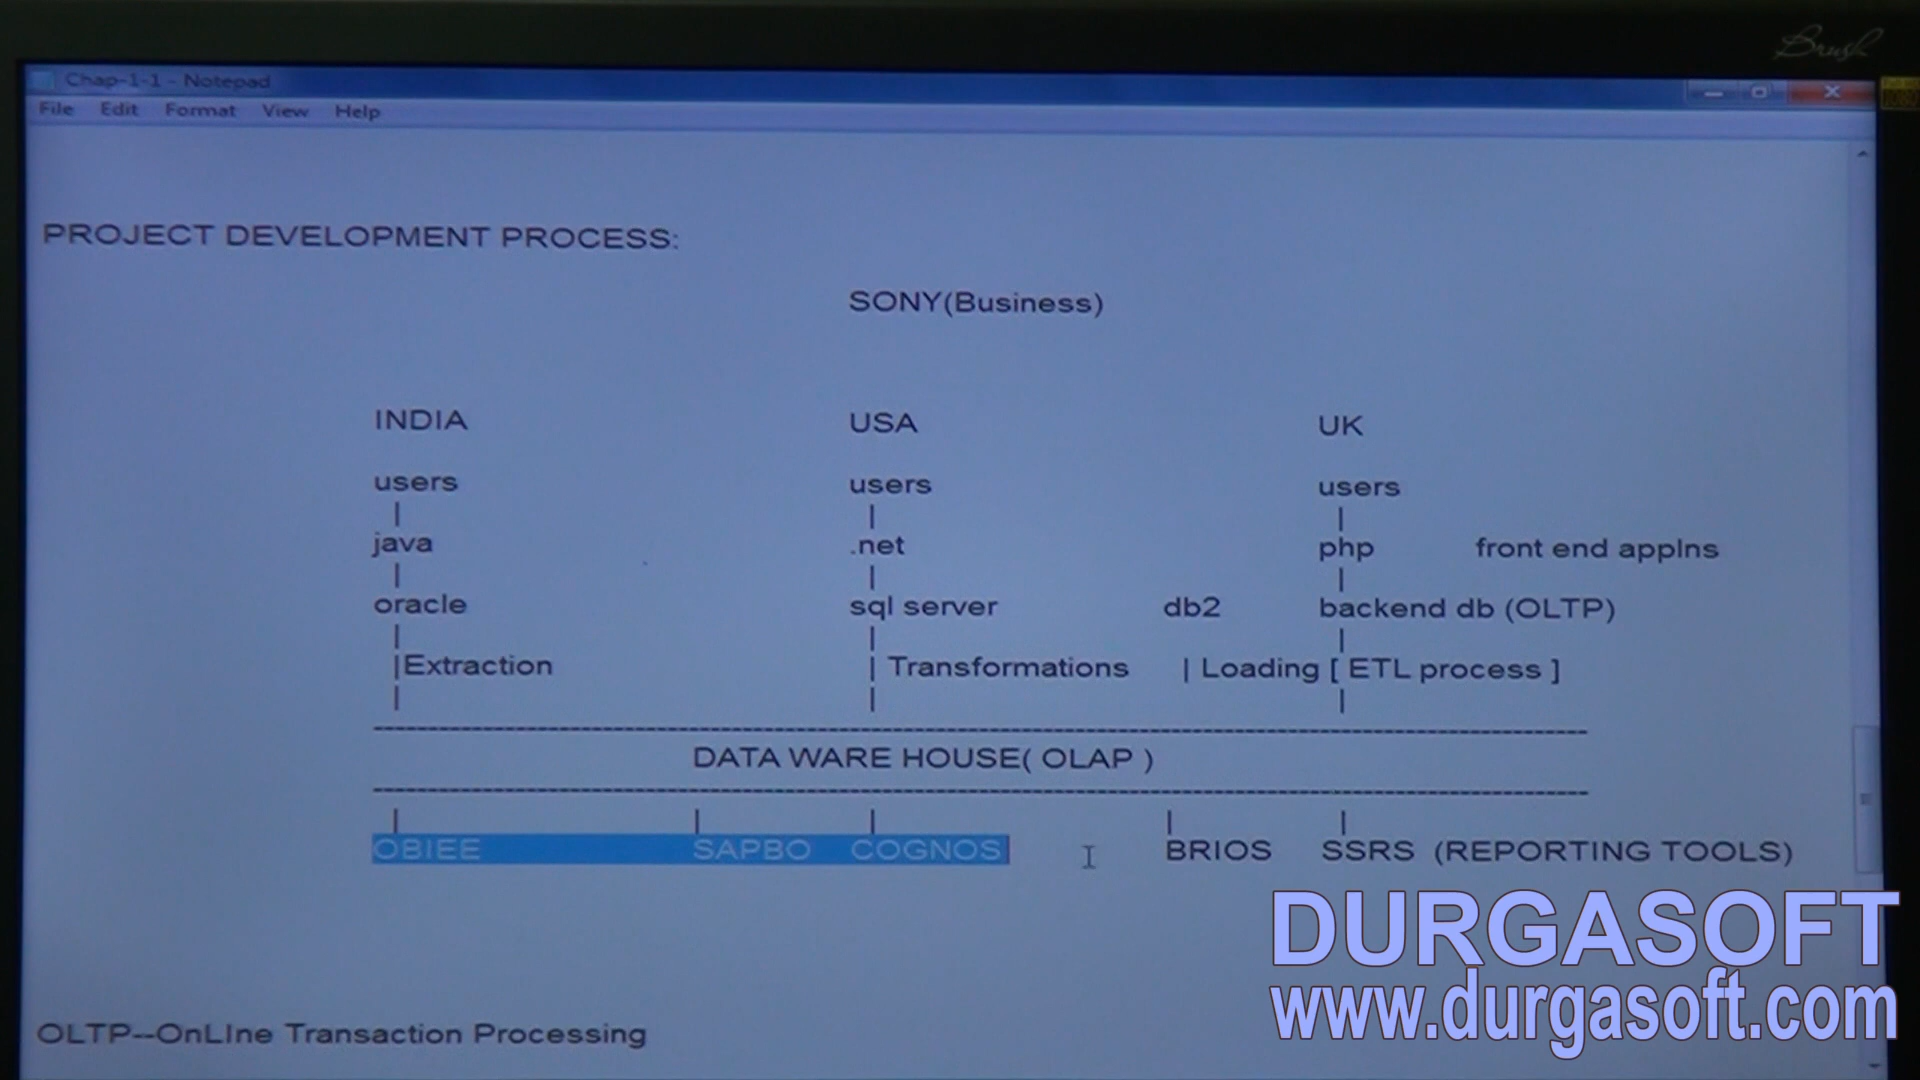 Brush
Chap-1-1 - Notepad
File Edit Format View Help
PROJECT DEVELOPMENT PROCESS:
SONY(Business)
INDIA USA UK
users users users
| | |
java .net php front end applns
| | |
oracle sql server db2 backend db (OLTP)
| | |
|Extraction | Transformations | Loading [ ETL process ]
| | |
--------------------------------------------------------------------------------
DATA WARE HOUSE( OLAP )
--------------------------------------------------------------------------------
| | | | |
OBIEE SAPBO COGNOS BRIOS SSRS (REPORTING TOOLS)
DURGASOFT
www.durgasoft.com
OLTP--OnLIne Transaction Processing